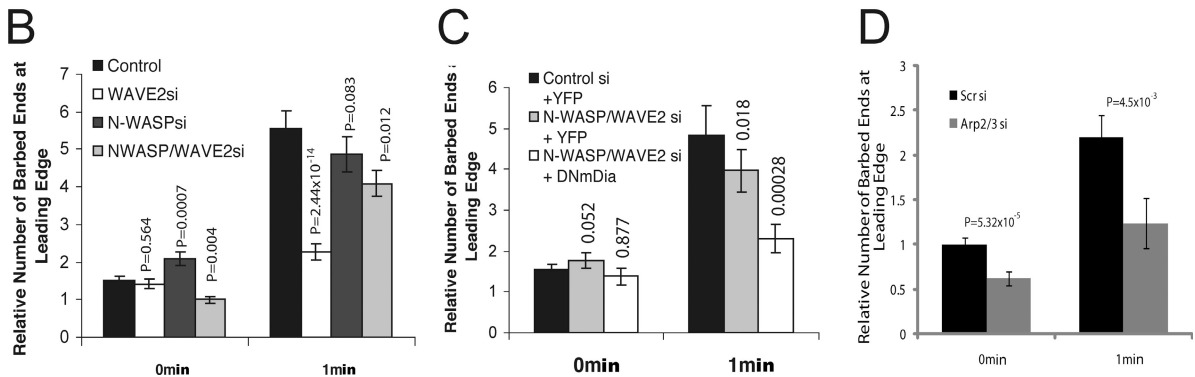 B
Relative Number of Barbed Ends at
Leading Edge
7
6
5
4
3
2
1
0
Control
WAVE2si
N-WASPsi
NWASP/WAVE2si
P=0.564
P=0.0007
P=0.004
P=2.44x10⁻¹⁴
P=0.083
P=0.012
0min
1min
C
Relative Number of Barbed Ends at
Leading Edge
6
5
4
3
2
1
0
Control si
+YFP
N-WASP/WAVE2 si
+ YFP
N-WASP/WAVE2 si
+ DNmDia
0.052
0.877
0.018
0.00028
0min
1min
D
Relative Number of Barbed Ends at
Leading Edge
3
2.5
2
1.5
1
0.5
0
Scr si
Arp2/3 si
P=5.32x10⁻⁵
P=4.5x10⁻³
0min
1min